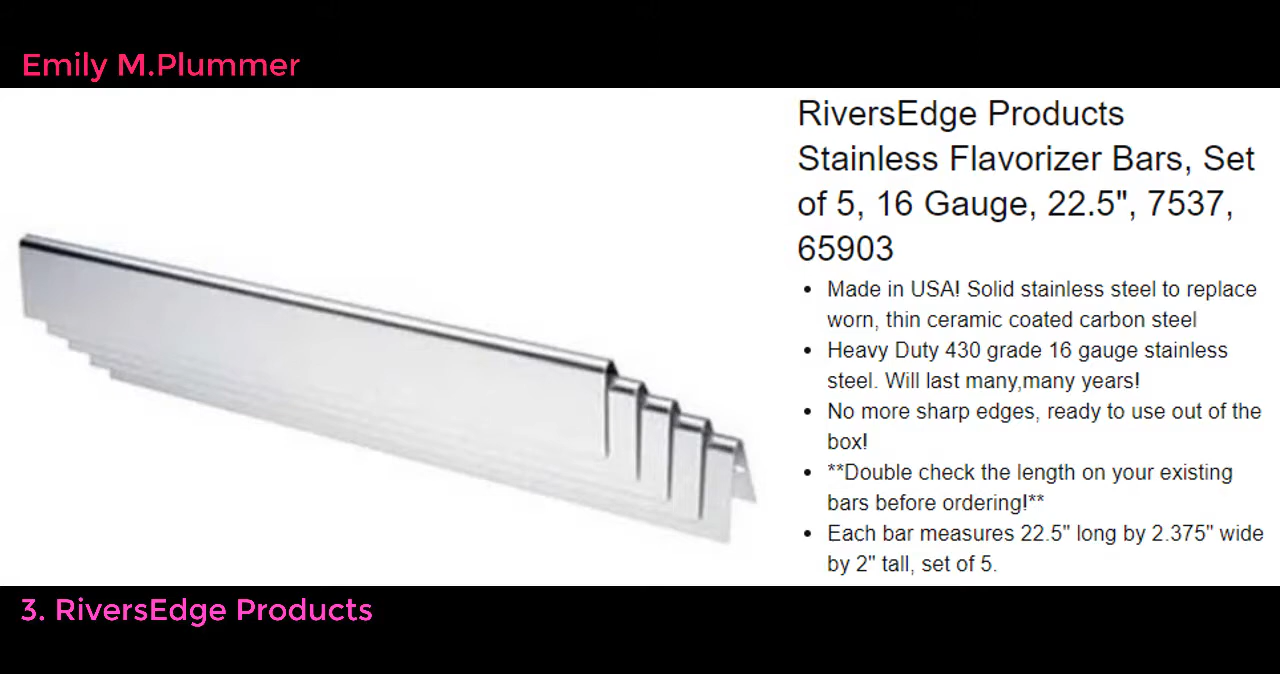 Emily M.Plummer
RiversEdge Products
Stainless Flavorizer Bars, Set
of 5, 16 Gauge, 22.5", 7537,
65903
• Made in USA! Solid stainless steel to replace
worn, thin ceramic coated carbon steel
• Heavy Duty 430 grade 16 gauge stainless
steel. Will last many,many years!
• No more sharp edges, ready to use out of the
box!
• **Double check the length on your existing
bars before ordering!**
• Each bar measures 22.5" long by 2.375" wide
by 2" tall, set of 5.
3. RiversEdge Products